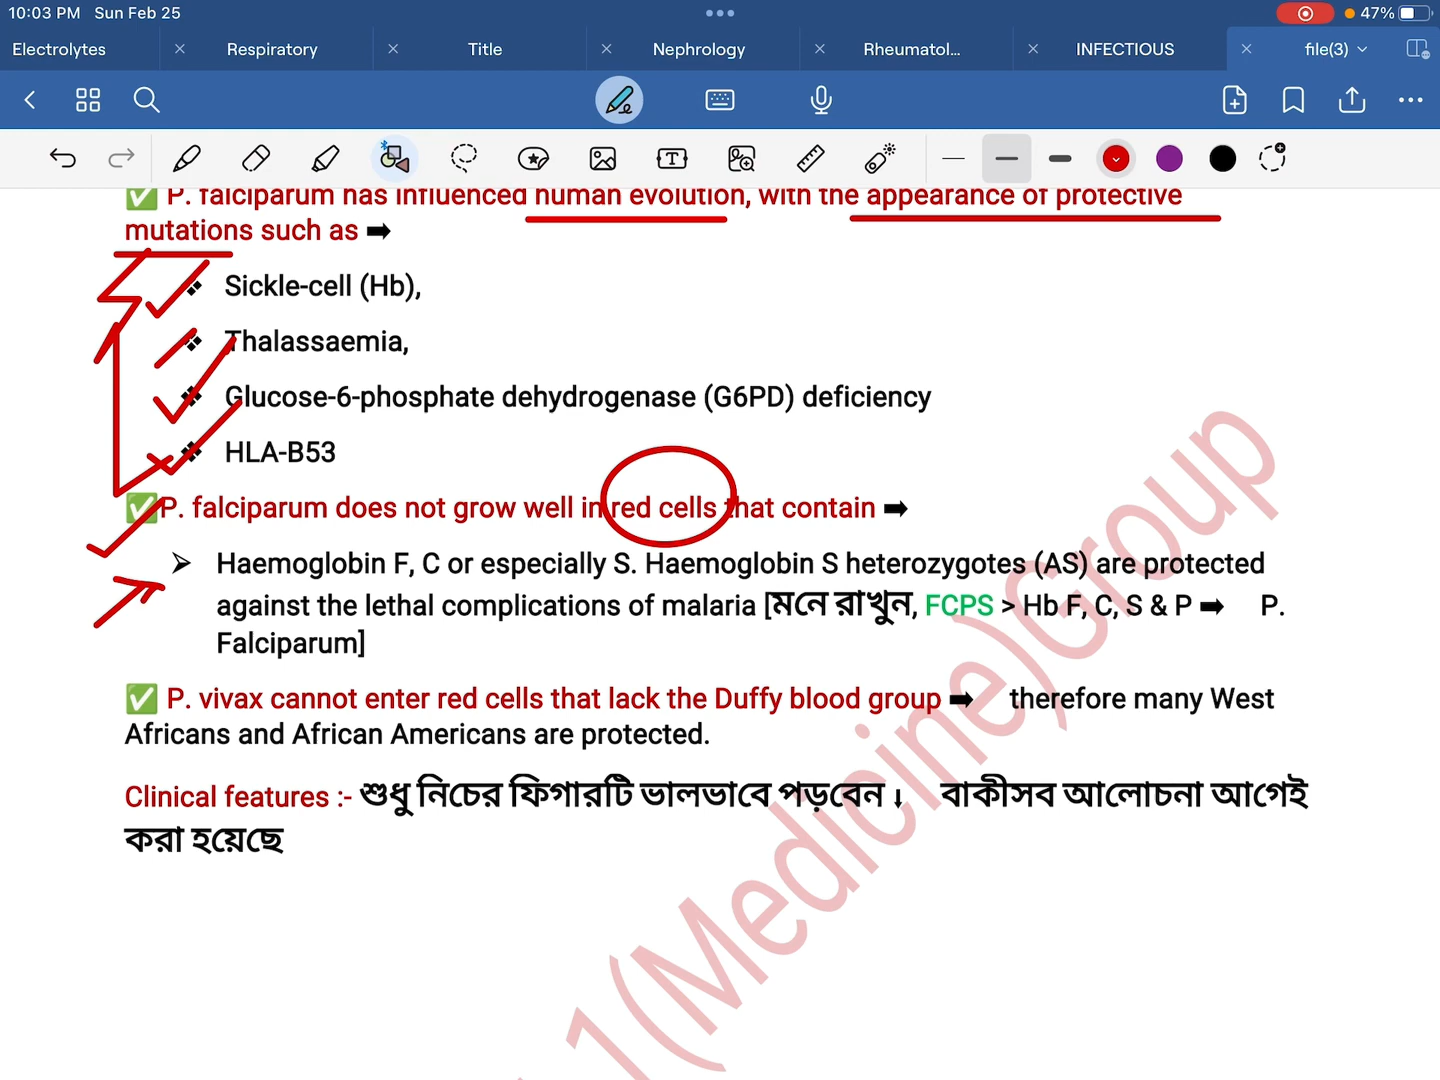 10:03 PM Sun Feb 25
47%
Electrolytes Respiratory Title Nephrology Rheumatol... INFECTIOUS file(3)
✅ P. falciparum has influenced human evolution, with the appearance of protective
mutations such as ➡
❖ Sickle-cell (Hb),
❖ Thalassaemia,
❖ Glucose-6-phosphate dehydrogenase (G6PD) deficiency
❖ HLA-B53
✅P. falciparum does not grow well in red cells that contain ➡
➢ Haemoglobin F, C or especially S. Haemoglobin S heterozygotes (AS) are protected
against the lethal complications of malaria [মনে রাখুন, FCPS > Hb F, C, S & P ➡ P.
Falciparum]
✅ P. vivax cannot enter red cells that lack the Duffy blood group ➡ therefore many West
Africans and African Americans are protected.
Clinical features :- শুধু নিচের ফিগারটি ভালভাবে পড়বেন। বাকীসব আলোচনা আগেই
করা হয়েছে
1(Medicine)Group